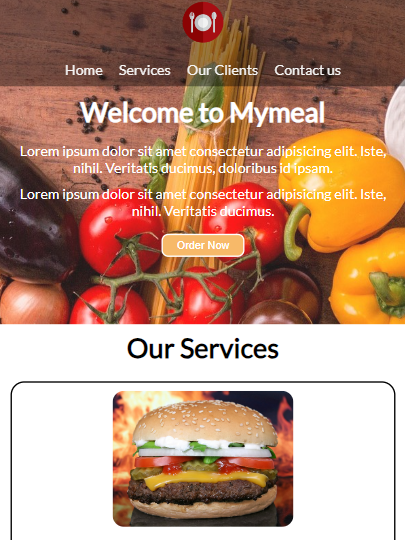 Home Services Our Clients Contact us
Welcome to Mymeal
Lorem ipsum dolor sit amet consectetur adipisicing elit. Iste,
nihil. Veritatis ducimus, doloribus id ipsam.
Lorem ipsum dolor sit amet consectetur adipisicing elit. Iste,
nihil. Veritatis ducimus.
Order Now
Our Services